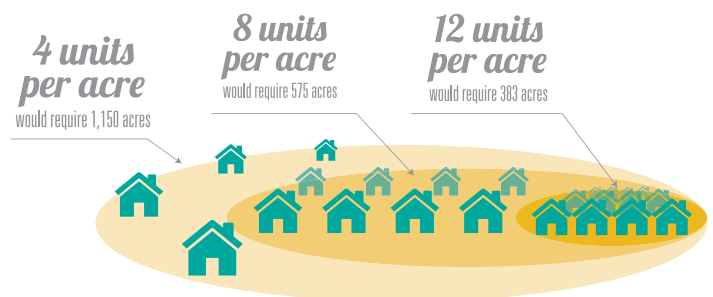 4 units
per acre
would require 1,150 acres
8 units
per acre
would require 575 acres
12 units
per acre
would require 383 acres